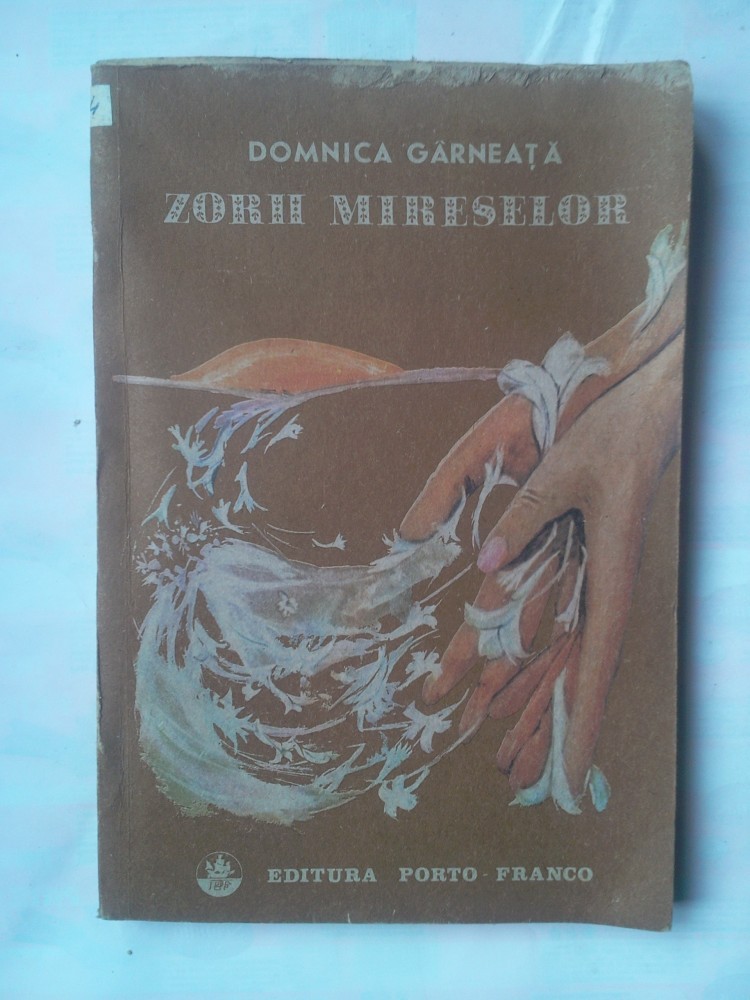 DOMNICA GÂRNEAȚĂ
ZORII MIRESELOR
EDITURA PORTO-FRANCO